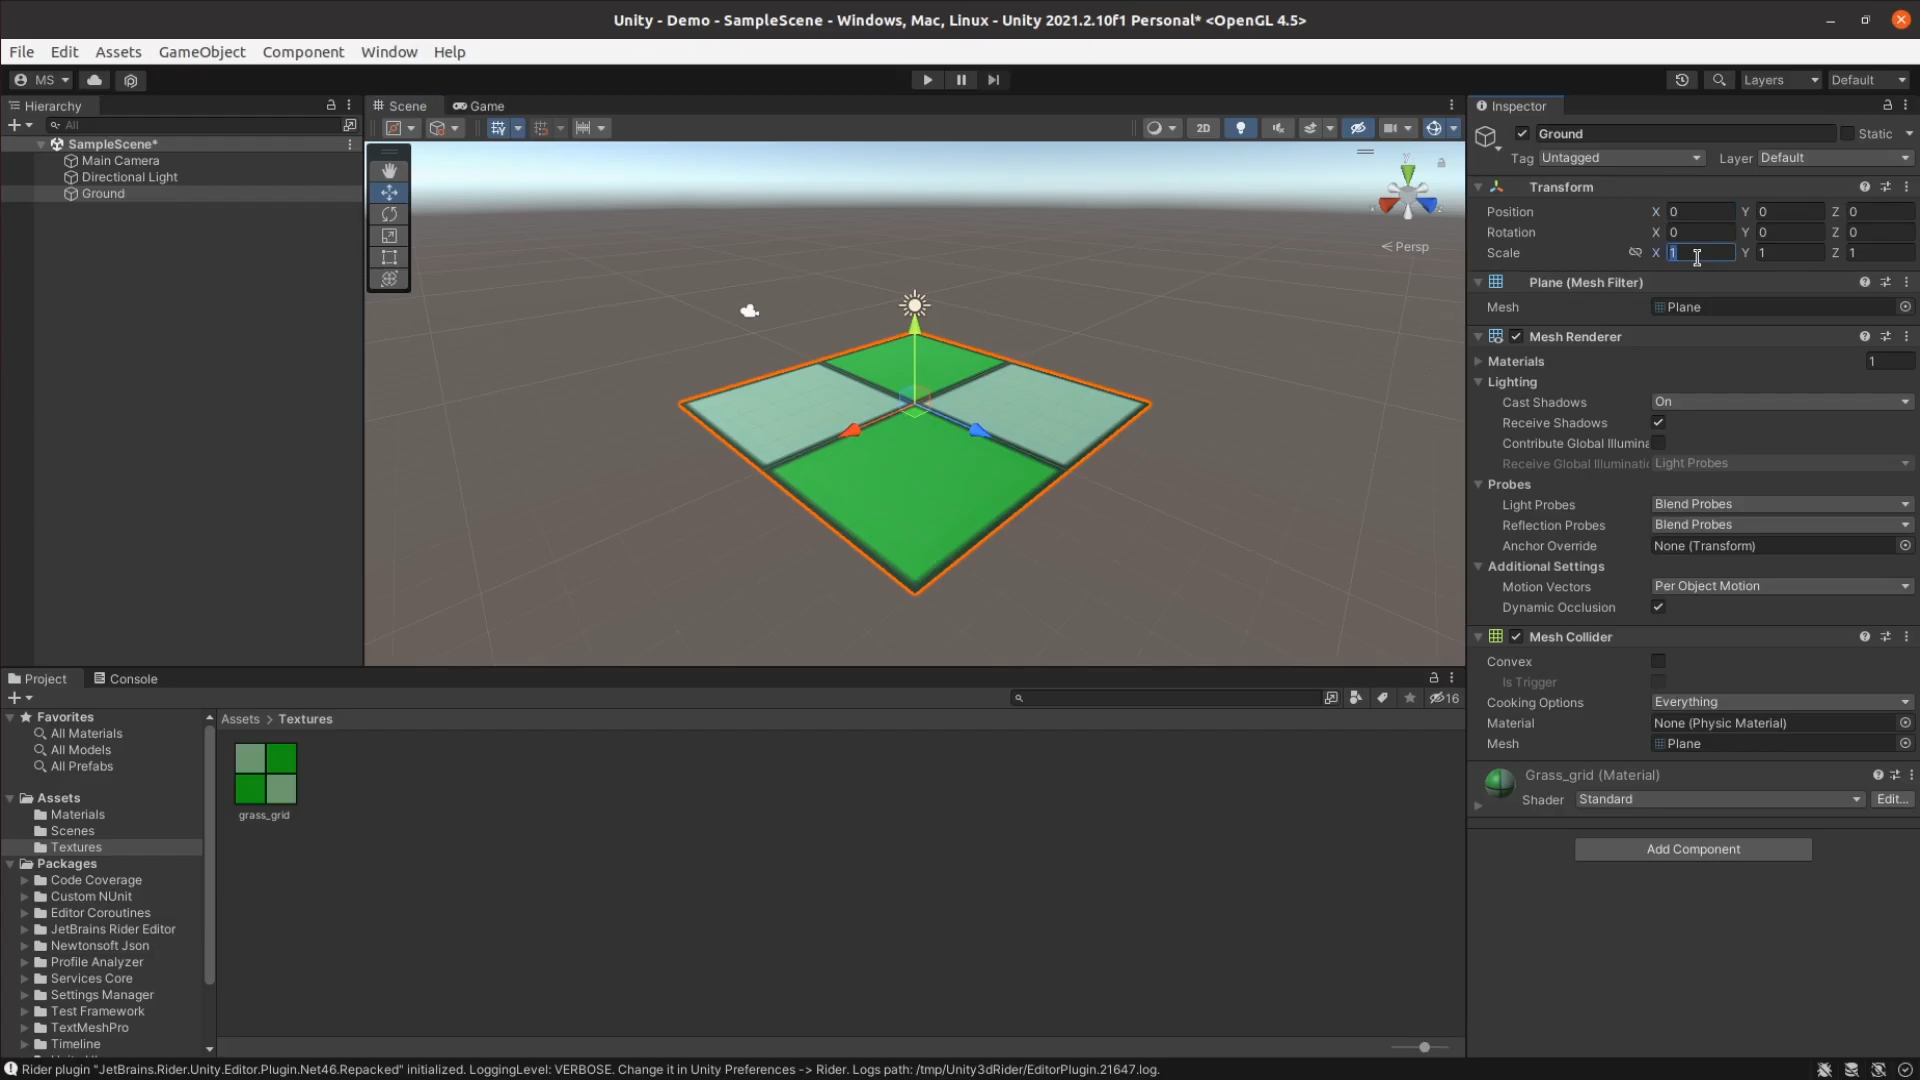 Unity - Demo - SampleScene - Windows, Mac, Linux - Unity 2021.2.10f1 Personal* <OpenGL 4.5>
File Edit Assets GameObject Component Window Help
MS Layers Default
Hierarchy
All
SampleScene*
Main Camera
Directional Light
Ground
Scene Game
2D
y
Persp
Inspector
Ground Static
Tag Untagged Layer Default
Transform
Position X 0 Y 0 Z 0
Rotation X 0 Y 0 Z 0
Scale X 1 Y 1 Z 1
Plane (Mesh Filter)
Mesh Plane
Mesh Renderer
Materials 1
Lighting
Cast Shadows On
Receive Shadows
Contribute Global Illumina
Receive Global Illuminatic Light Probes
Probes
Light Probes Blend Probes
Reflection Probes Blend Probes
Anchor Override None (Transform)
Additional Settings
Motion Vectors Per Object Motion
Dynamic Occlusion
Mesh Collider
Convex
Is Trigger
Cooking Options Everything
Material None (Physic Material)
Mesh Plane
Grass_grid (Material)
Shader Standard Edit...
Add Component
Project Console
16
Favorites
All Materials
All Models
All Prefabs
Assets
Materials
Scenes
Textures
Packages
Code Coverage
Custom NUnit
Editor Coroutines
JetBrains Rider Editor
Newtonsoft Json
Profile Analyzer
Services Core
Settings Manager
Test Framework
TextMeshPro
Timeline
Assets > Textures
grass_grid
Rider plugin "JetBrains.Rider.Unity.Editor.Plugin.Net46.Repacked" initialized. LoggingLevel: VERBOSE. Change it in Unity Preferences -> Rider. Logs path: /tmp/Unity3dRider/EditorPlugin.21647.log.